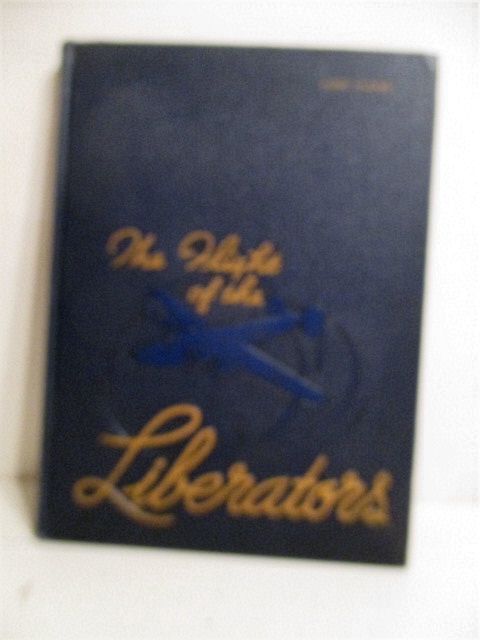 The Flight
of the
Liberators